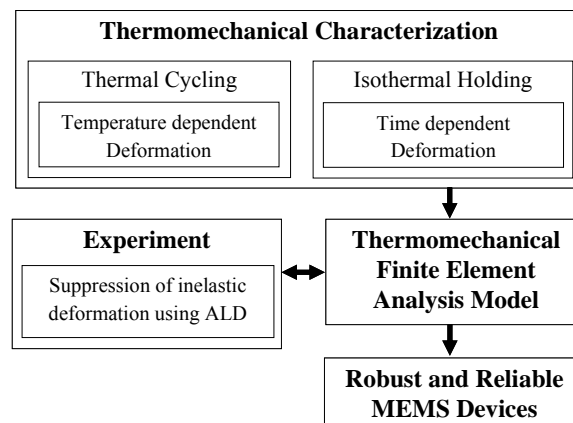 Thermomechanical Characterization
Thermal Cycling
Temperature dependent
Deformation
Isothermal Holding
Time dependent
Deformation
Experiment
Suppression of inelastic
deformation using ALD
Thermomechanical
Finite Element
Analysis Model
Robust and Reliable
MEMS Devices